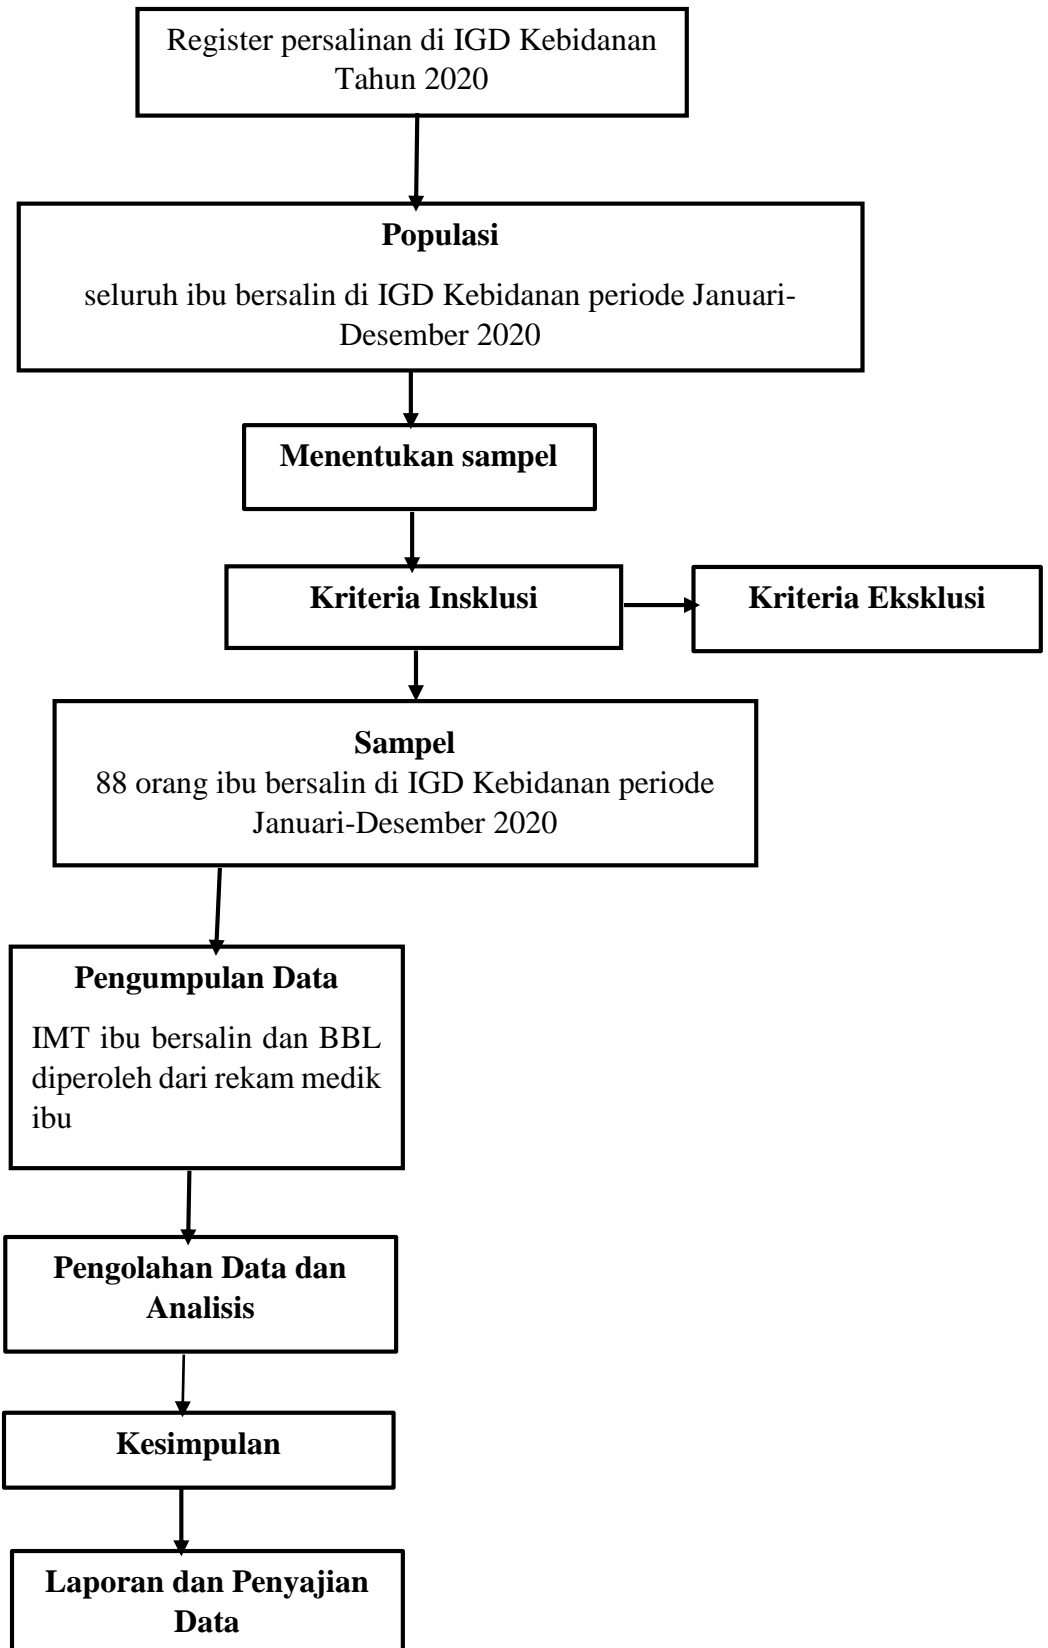 Register persalinan di IGD Kebidanan
Tahun 2020
Populasi
seluruh ibu bersalin di IGD Kebidanan periode Januari-
Desember 2020
Menentukan sampel
Kriteria Insklusi
Kriteria Eksklusi
Sampel
88 orang ibu bersalin di IGD Kebidanan periode
Januari-Desember 2020
Pengumpulan Data
IMT ibu bersalin dan BBL
diperoleh dari rekam medik
ibu
Pengolahan Data dan
Analisis
Kesimpulan
Laporan dan Penyajian
Data